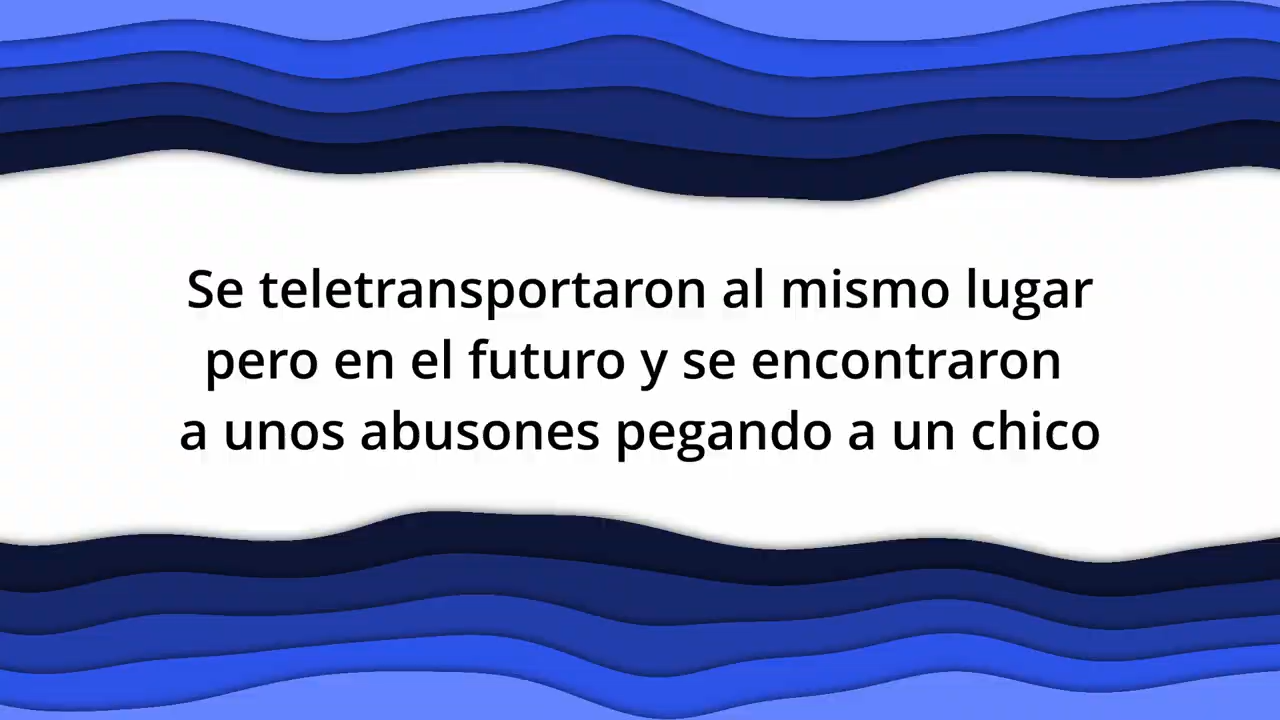 Se teletransportaron al mismo lugar
pero en el futuro y se encontraron
a unos abusones pegando a un chico